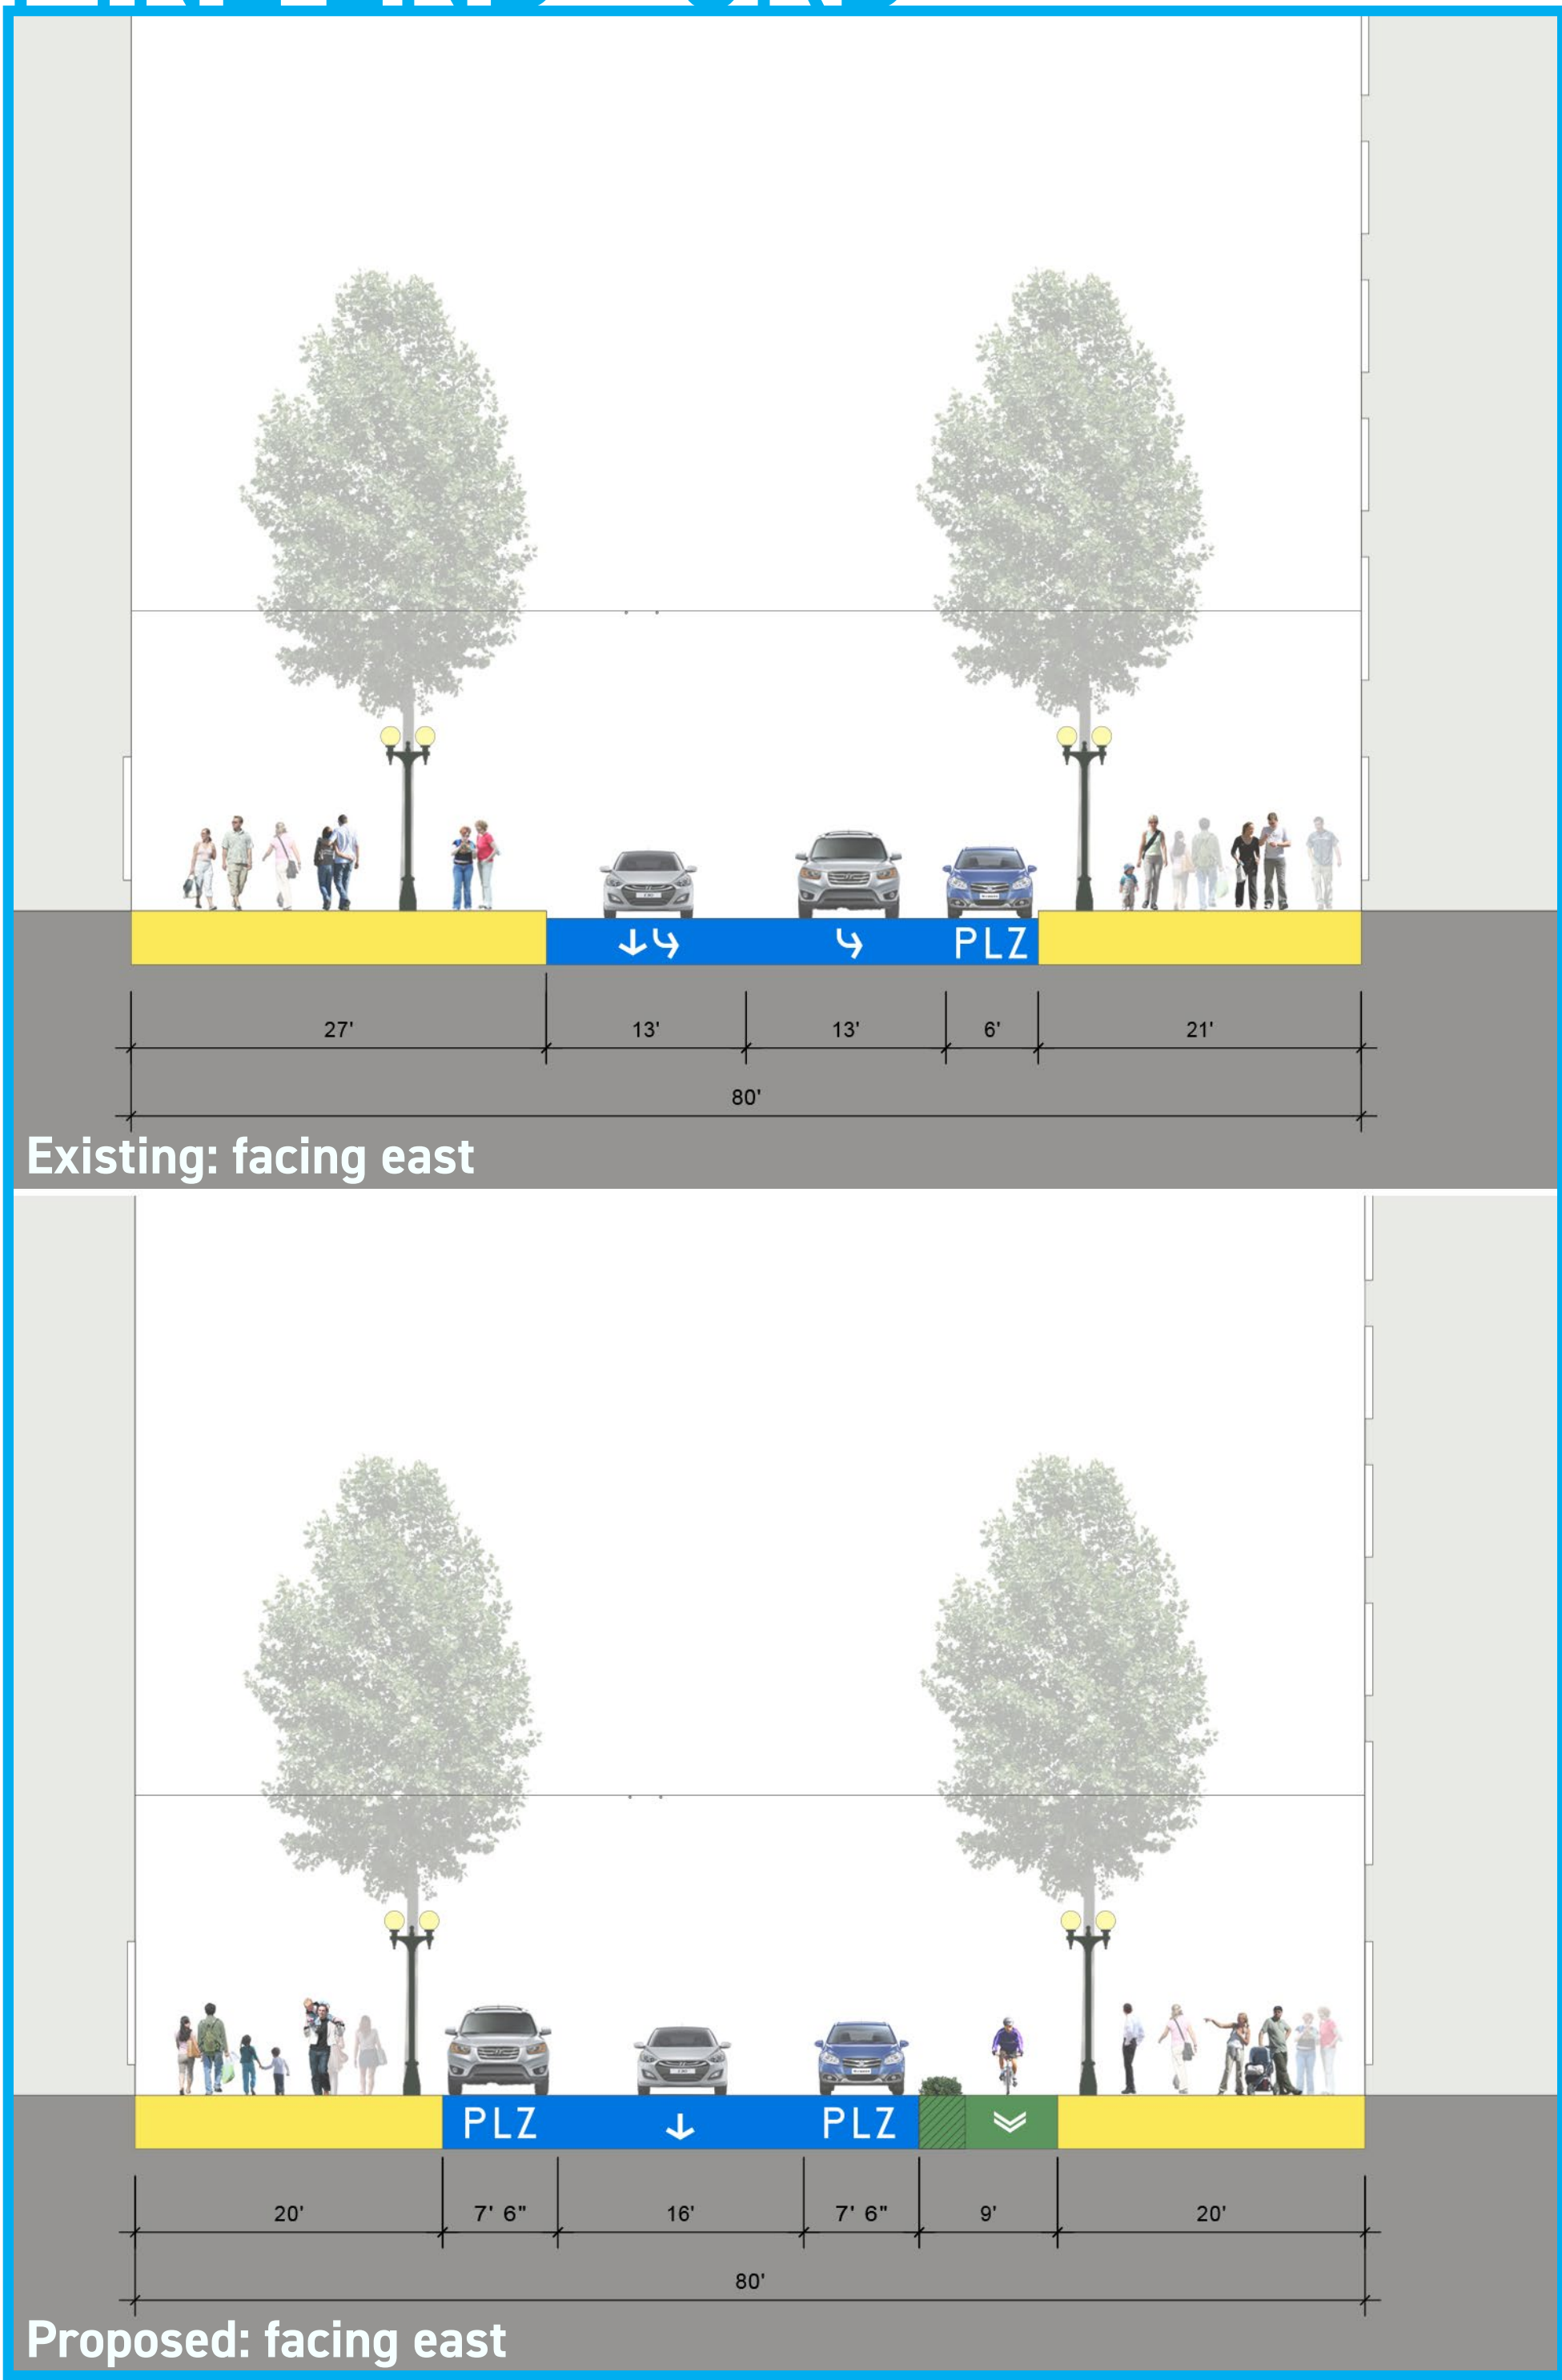 PLZ
27' 13' 13' 6' 21'
80'
Existing: facing east
PLZ PLZ
20' 7' 6" 16' 7' 6" 9' 20'
80'
Proposed: facing east